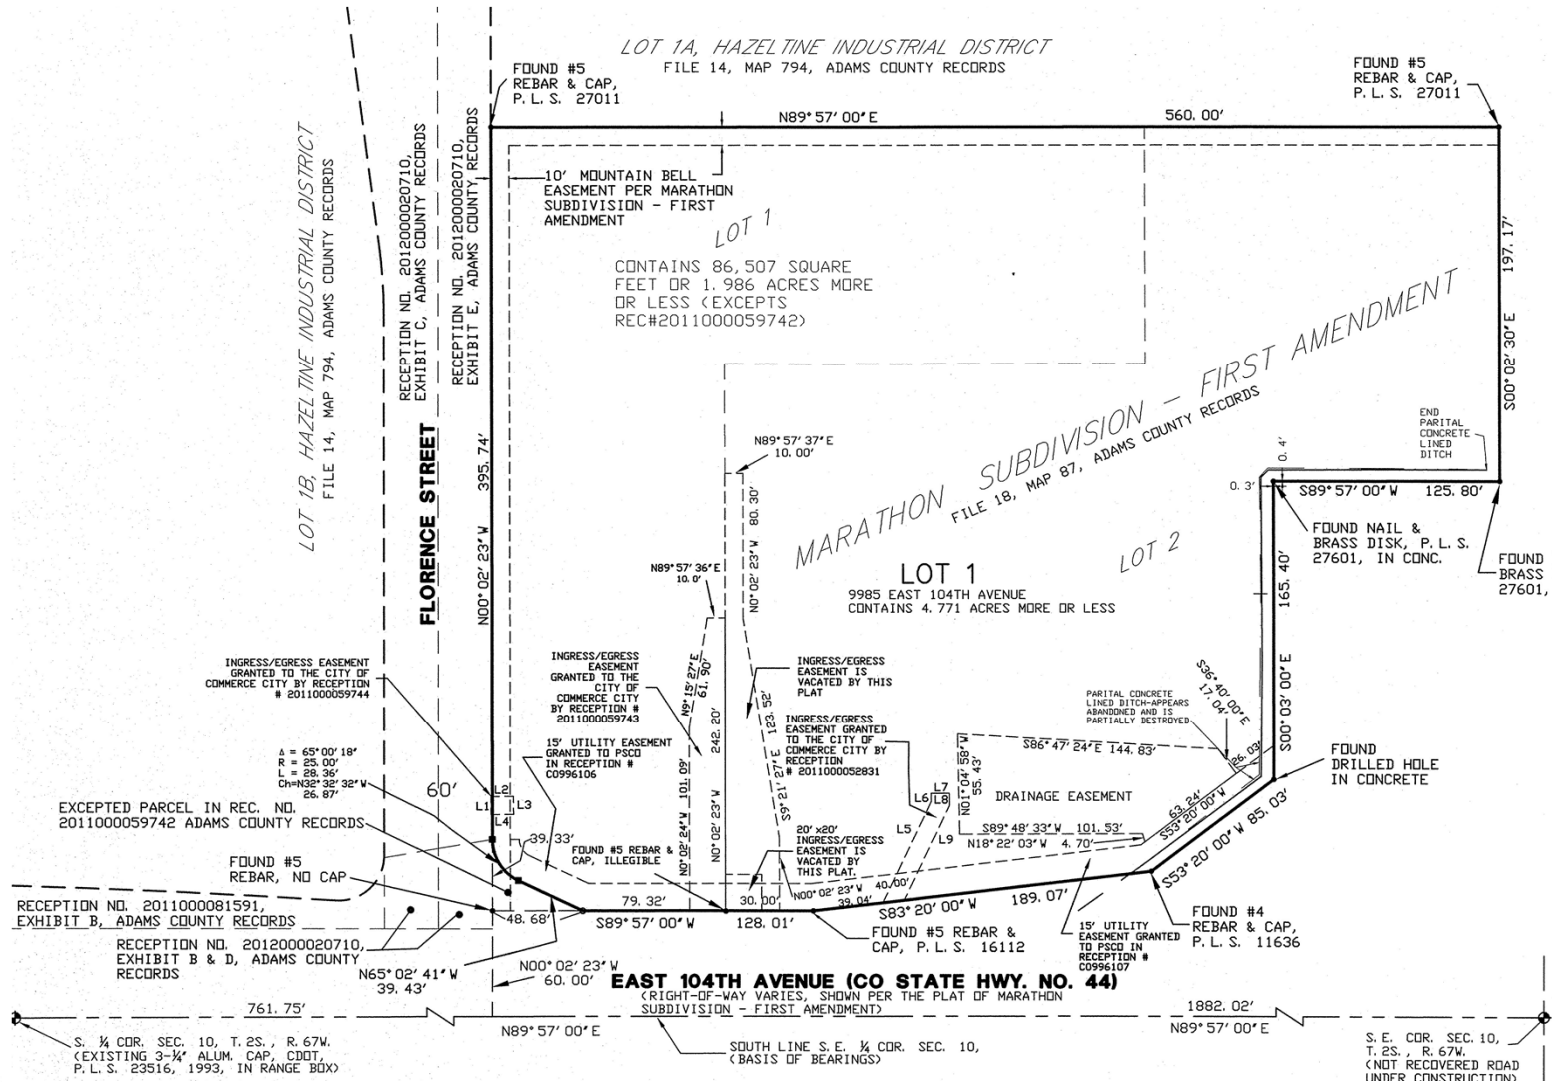 LOT 1A, HAZELTINE INDUSTRIAL DISTRICT
FILE 14, MAP 794, ADAMS COUNTY RECORDS
FOUND #5
REBAR & CAP,
P.L.S. 27011
FOUND #5
REBAR & CAP,
P.L.S. 27011
N89°57'00"E
560.00'
LOT 1B, HAZELTINE INDUSTRIAL DISTRICT
FILE 14, MAP 794, ADAMS COUNTY RECORDS
RECEPTION NO. 2012000020710,
EXHIBIT C, ADAMS COUNTY RECORDS
RECEPTION NO. 2012000020710,
EXHIBIT E, ADAMS COUNTY RECORDS
10' MOUNTAIN BELL
EASEMENT PER MARATHON
SUBDIVISION - FIRST
AMENDMENT
LOT 1
CONTAINS 86,507 SQUARE
FEET OR 1.986 ACRES MORE
OR LESS (EXCEPTS
REC#2011000059742)
197.17'
S00°02'30"E
MARATHON SUBDIVISION - FIRST AMENDMENT
FILE 18, MAP 87, ADAMS COUNTY RECORDS
END
PARITAL
CONCRETE
LINED
DITCH
FLORENCE STREET
395.74'
N00°02'23"W
N89°57'37"E
10.00'
N0°02'23"W 80.30'
0.4'
0.3'
S89°57'00"W 125.80'
FOUND NAIL &
BRASS DISK, P.L.S.
27601, IN CONC.
FOUND
BRASS
27601,
LOT 2
N89°57'36"E
10.0'
LOT 1
9985 EAST 104TH AVENUE
CONTAINS 4.771 ACRES MORE OR LESS
165.40'
S00°03'00"E
INGRESS/EGRESS EASEMENT
GRANTED TO THE CITY OF
COMMERCE CITY BY RECEPTION
# 2011000059744
INGRESS/EGRESS
EASEMENT
GRANTED TO THE
CITY OF
COMMERCE CITY
BY RECEPTION #
2011000059743
N9°15'27"E
61.90'
INGRESS/EGRESS
EASEMENT IS
VACATED BY THIS
PLAT
S36°40'00"E
17.04'
PARITAL CONCRETE
LINED DITCH-APPEARS
ABANDONED AND IS
PARTIALLY DESTROYED
INGRESS/EGRESS
EASEMENT GRANTED
TO THE CITY OF
COMMERCE CITY BY
RECEPTION
# 2011000052831
15' UTILITY EASEMENT
GRANTED TO PSCO
IN RECEPTION #
C0996106
242.20'
N0°02'23"W
N0°02'24"W 101.09'
S9°21'27"E 123.52'
S86°47'24"E 144.83'
26.03'
N01°04'58"W
55.43'
FOUND
DRILLED HOLE
IN CONCRETE
Δ = 65°00'18"
R = 25.00'
L = 28.36'
Ch=N32°32'32"W
26.87'
60'
L2
L1
L3
L4
L7
L6
L8
L5
L9
DRAINAGE EASEMENT
63.24'
S53°20'00"W
S53°20'00"W 85.03'
EXCEPTED PARCEL IN REC. NO.
2011000059742 ADAMS COUNTY RECORDS
39.33'
S89°48'33"W 101.53'
N18°22'03"W 4.70'
20' x20'
INGRESS/EGRESS
EASEMENT IS
VACATED BY
THIS PLAT.
FOUND #5 REBAR &
CAP, ILLEGIBLE
FOUND #5
REBAR, NO CAP
N00°02'23"W 40.00'
39.04'
79.32'
30.00'
48.68'
S89°57'00"W
128.01'
S83°20'00"W 189.07'
RECEPTION NO. 2011000081591,
EXHIBIT B, ADAMS COUNTY RECORDS
RECEPTION NO. 2012000020710,
EXHIBIT B & D, ADAMS COUNTY
RECORDS
FOUND #5 REBAR &
CAP, P.L.S. 16112
15' UTILITY
EASEMENT GRANTED
TO PSCO IN
RECEPTION #
C0996107
FOUND #4
REBAR & CAP,
P.L.S. 11636
N65°02'41"W
39.43'
N00°02'23"W
60.00'
EAST 104TH AVENUE (CO STATE HWY. NO. 44)
(RIGHT-OF-WAY VARIES, SHOWN PER THE PLAT OF MARATHON
SUBDIVISION - FIRST AMENDMENT)
761.75'
N89°57'00"E
1882.02'
N89°57'00"E
S. ¼ COR. SEC. 10, T.2S., R.67W.
(EXISTING 3-¼" ALUM. CAP, CDOT,
P.L.S. 23516, 1993, IN RANGE BOX)
SOUTH LINE S.E. ¼ COR. SEC. 10,
(BASIS OF BEARINGS)
S.E. COR. SEC. 10,
T.2S., R.67W.
(NOT RECOVERED ROAD
UNDER CONSTRUCTION)